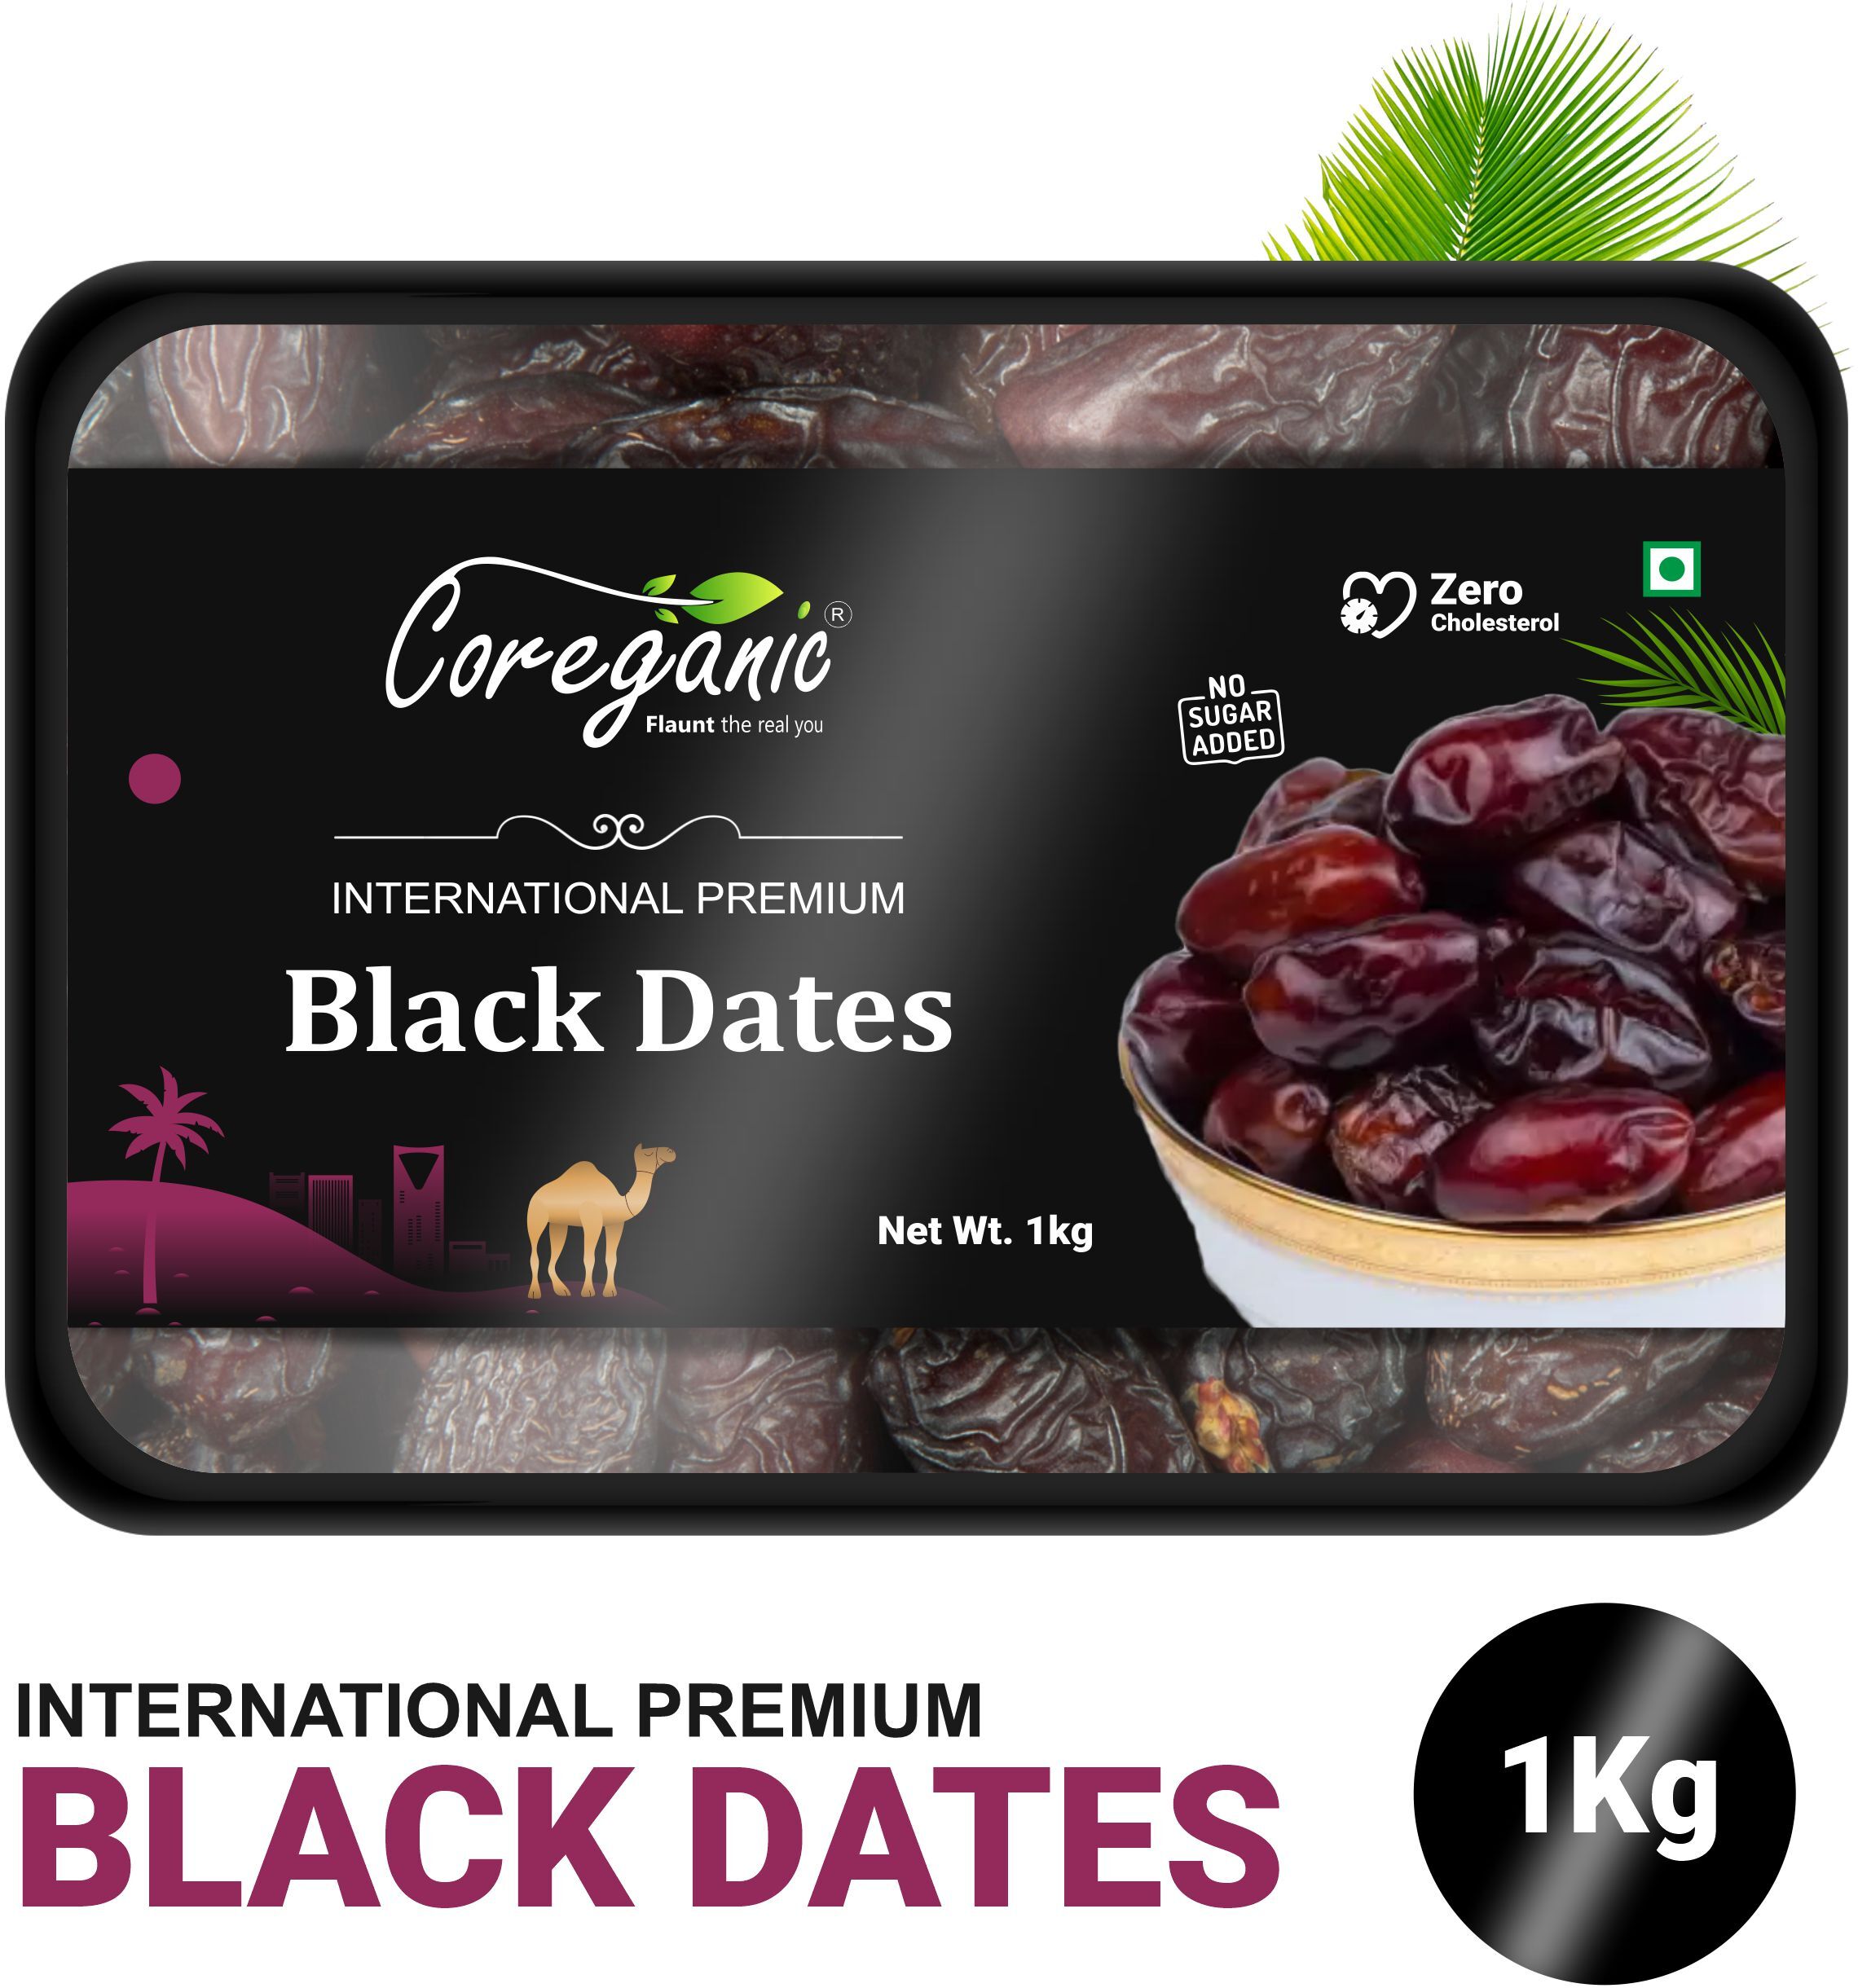 Coreganic®
Flaunt the real you
Zero
Cholesterol
NO
SUGAR
ADDED
INTERNATIONAL PREMIUM
Black Dates
Net Wt. 1kg
INTERNATIONAL PREMIUM
BLACK DATES
1Kg